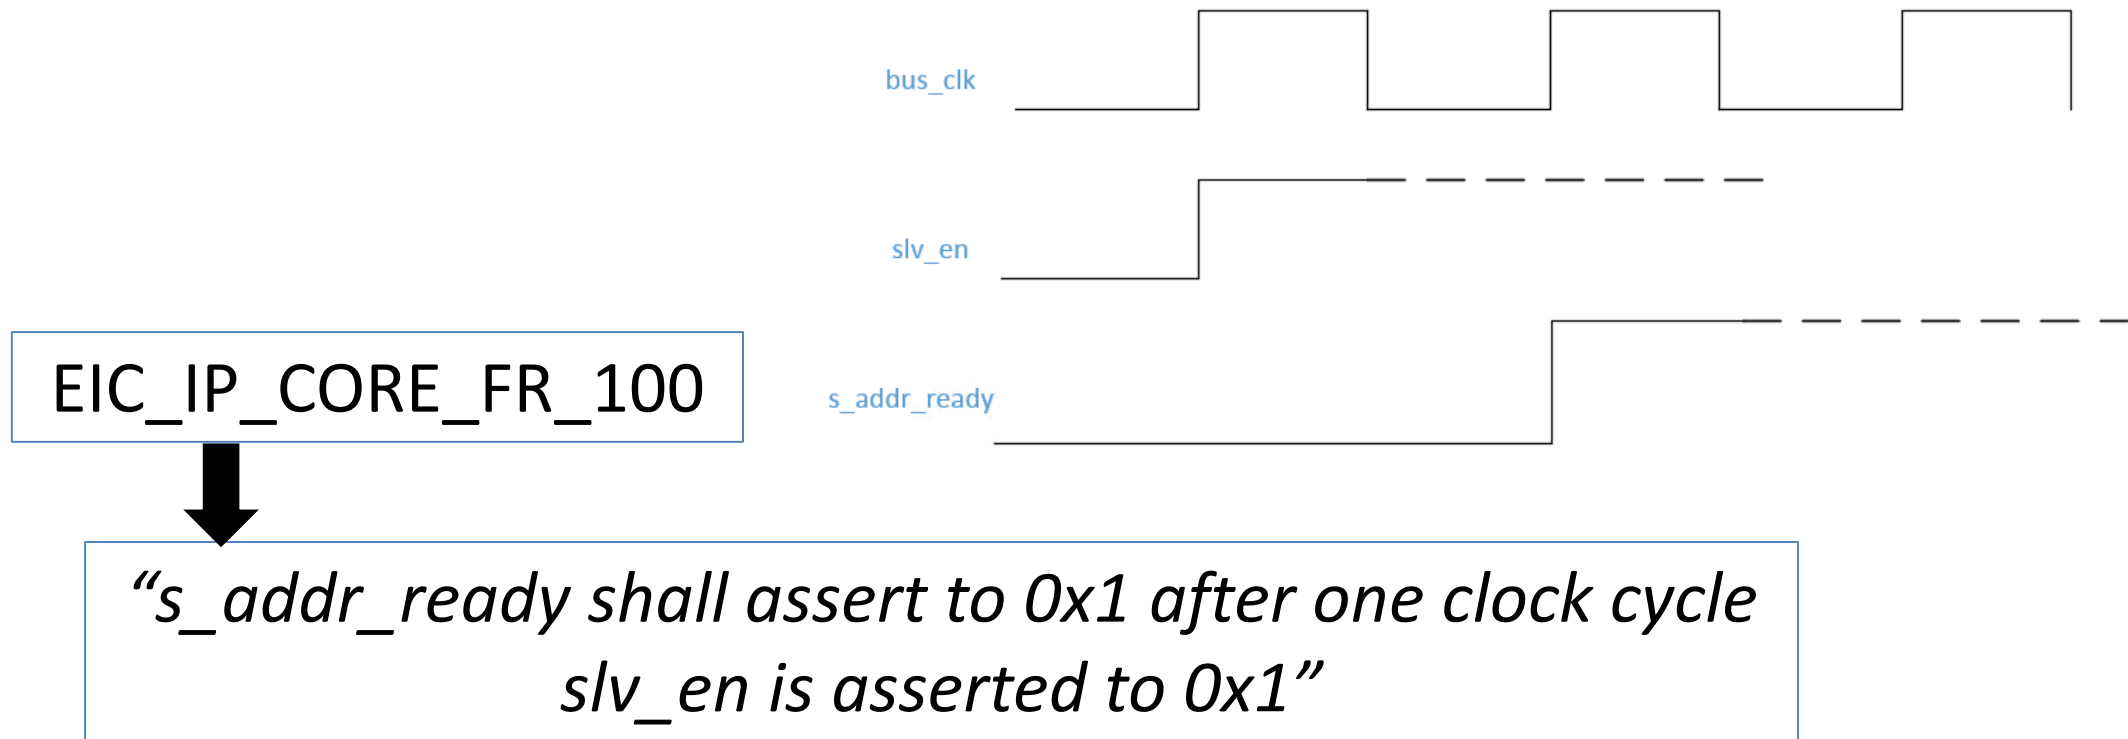 bus_clk
slv_en
s_addr_ready
EIC_IP_CORE_FR_100
“s_addr_ready shall assert to 0x1 after one clock cycle
slv_en is asserted to 0x1”